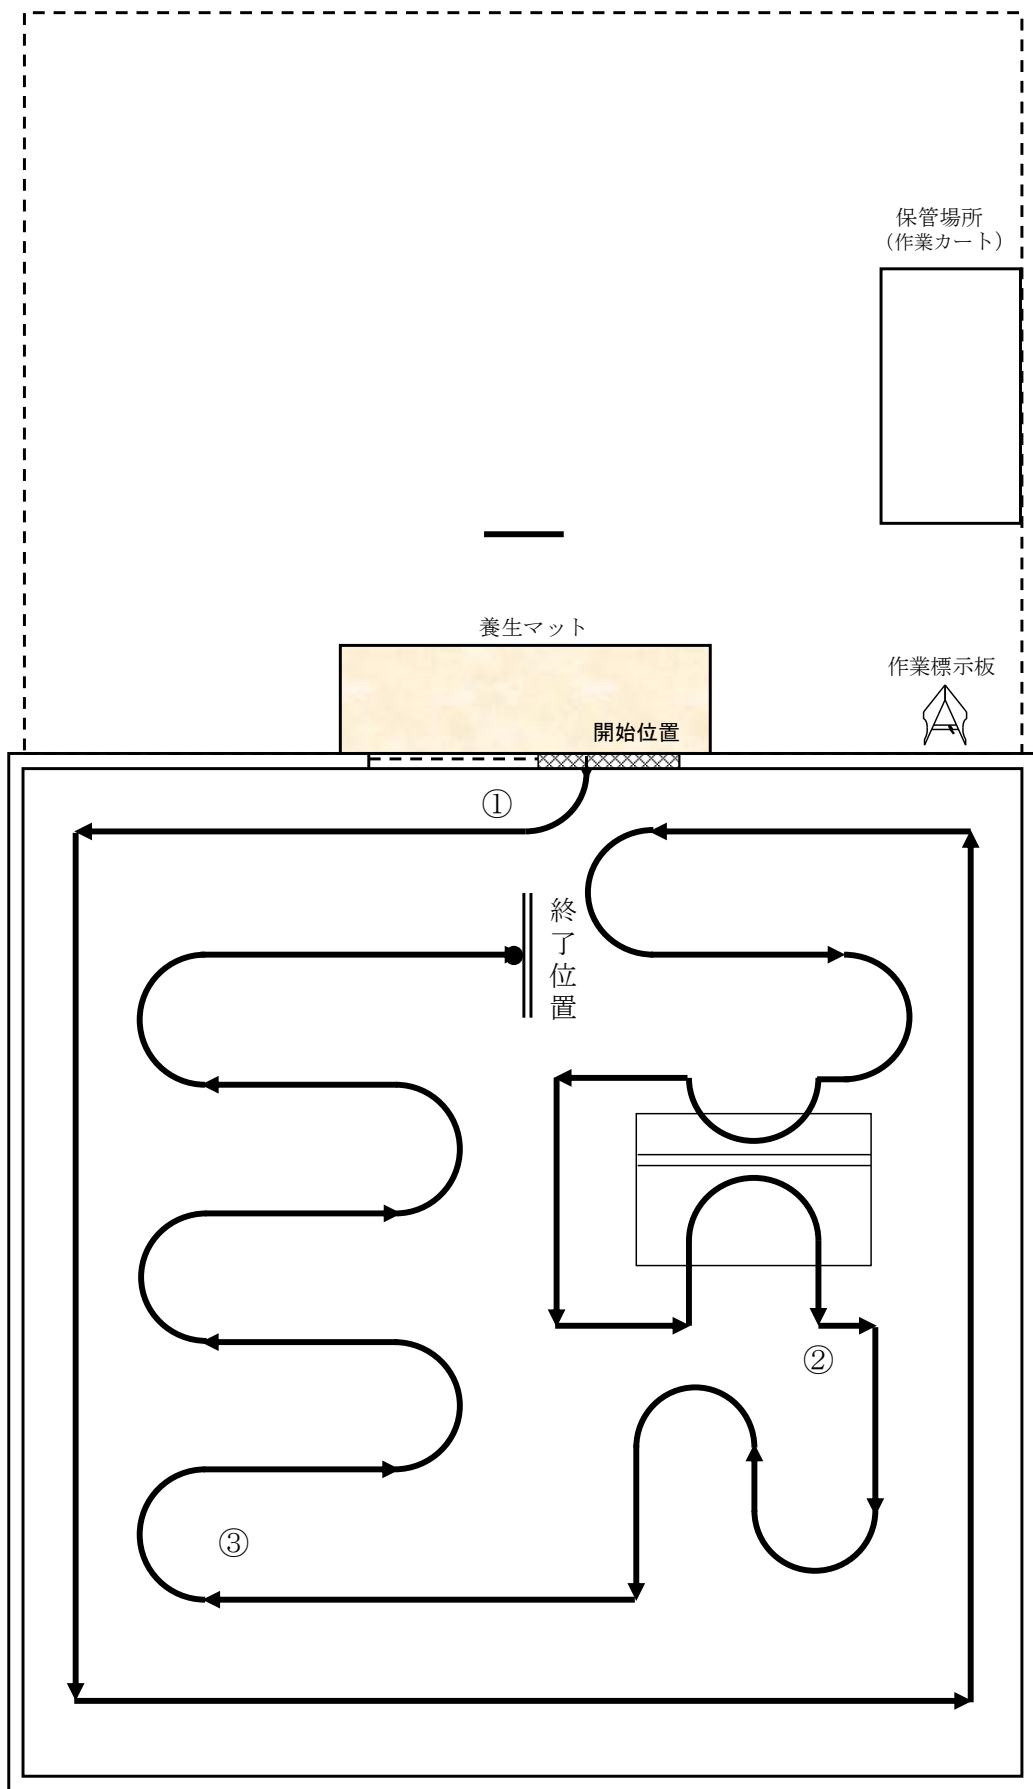 保管場所
（作業カート）
養生マット
作業標示板
開始位置
①
終了位置
②
③